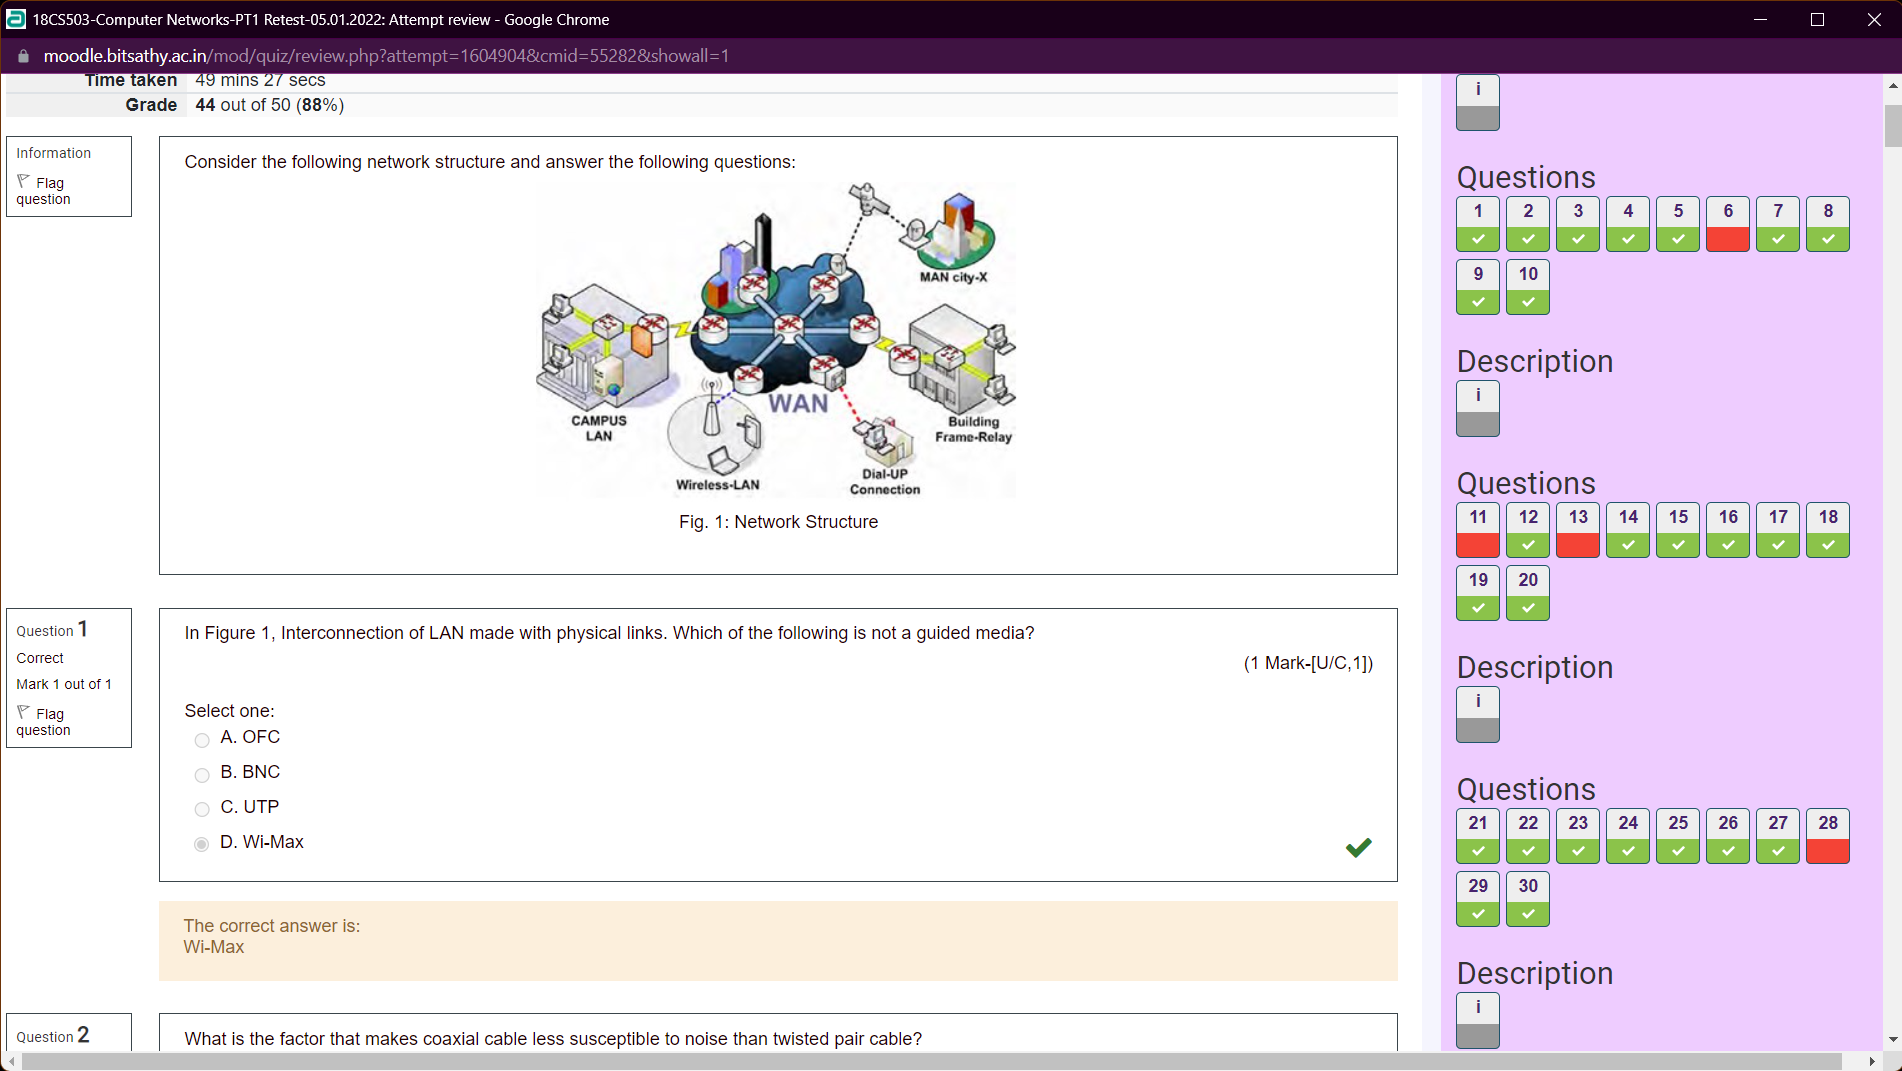 18CS503-Computer Networks-PT1 Retest-05.01.2022: Attempt review - Google Chrome
moodle.bitsathy.ac.in/mod/quiz/review.php?attempt=1604904&cmid=55282&showall=1
Time taken 49 mins 27 secs
Grade 44 out of 50 (88%)
Information
Flag
question
Consider the following network structure and answer the following questions:
MAN city-X
WAN
CAMPUS
LAN
Building
Frame-Relay
Wireless-LAN
Dial-UP
Connection
Fig. 1: Network Structure
Question 1
Correct
Mark 1 out of 1
Flag
question
In Figure 1, Interconnection of LAN made with physical links. Which of the following is not a guided media?
(1 Mark-[U/C,1])
Select one:
A. OFC
B. BNC
C. UTP
D. Wi-Max
The correct answer is:
Wi-Max
Question 2
What is the factor that makes coaxial cable less susceptible to noise than twisted pair cable?
i
Questions
1 2 3 4 5 6 7 8
9 10
Description
i
Questions
11 12 13 14 15 16 17 18
19 20
Description
i
Questions
21 22 23 24 25 26 27 28
29 30
Description
i